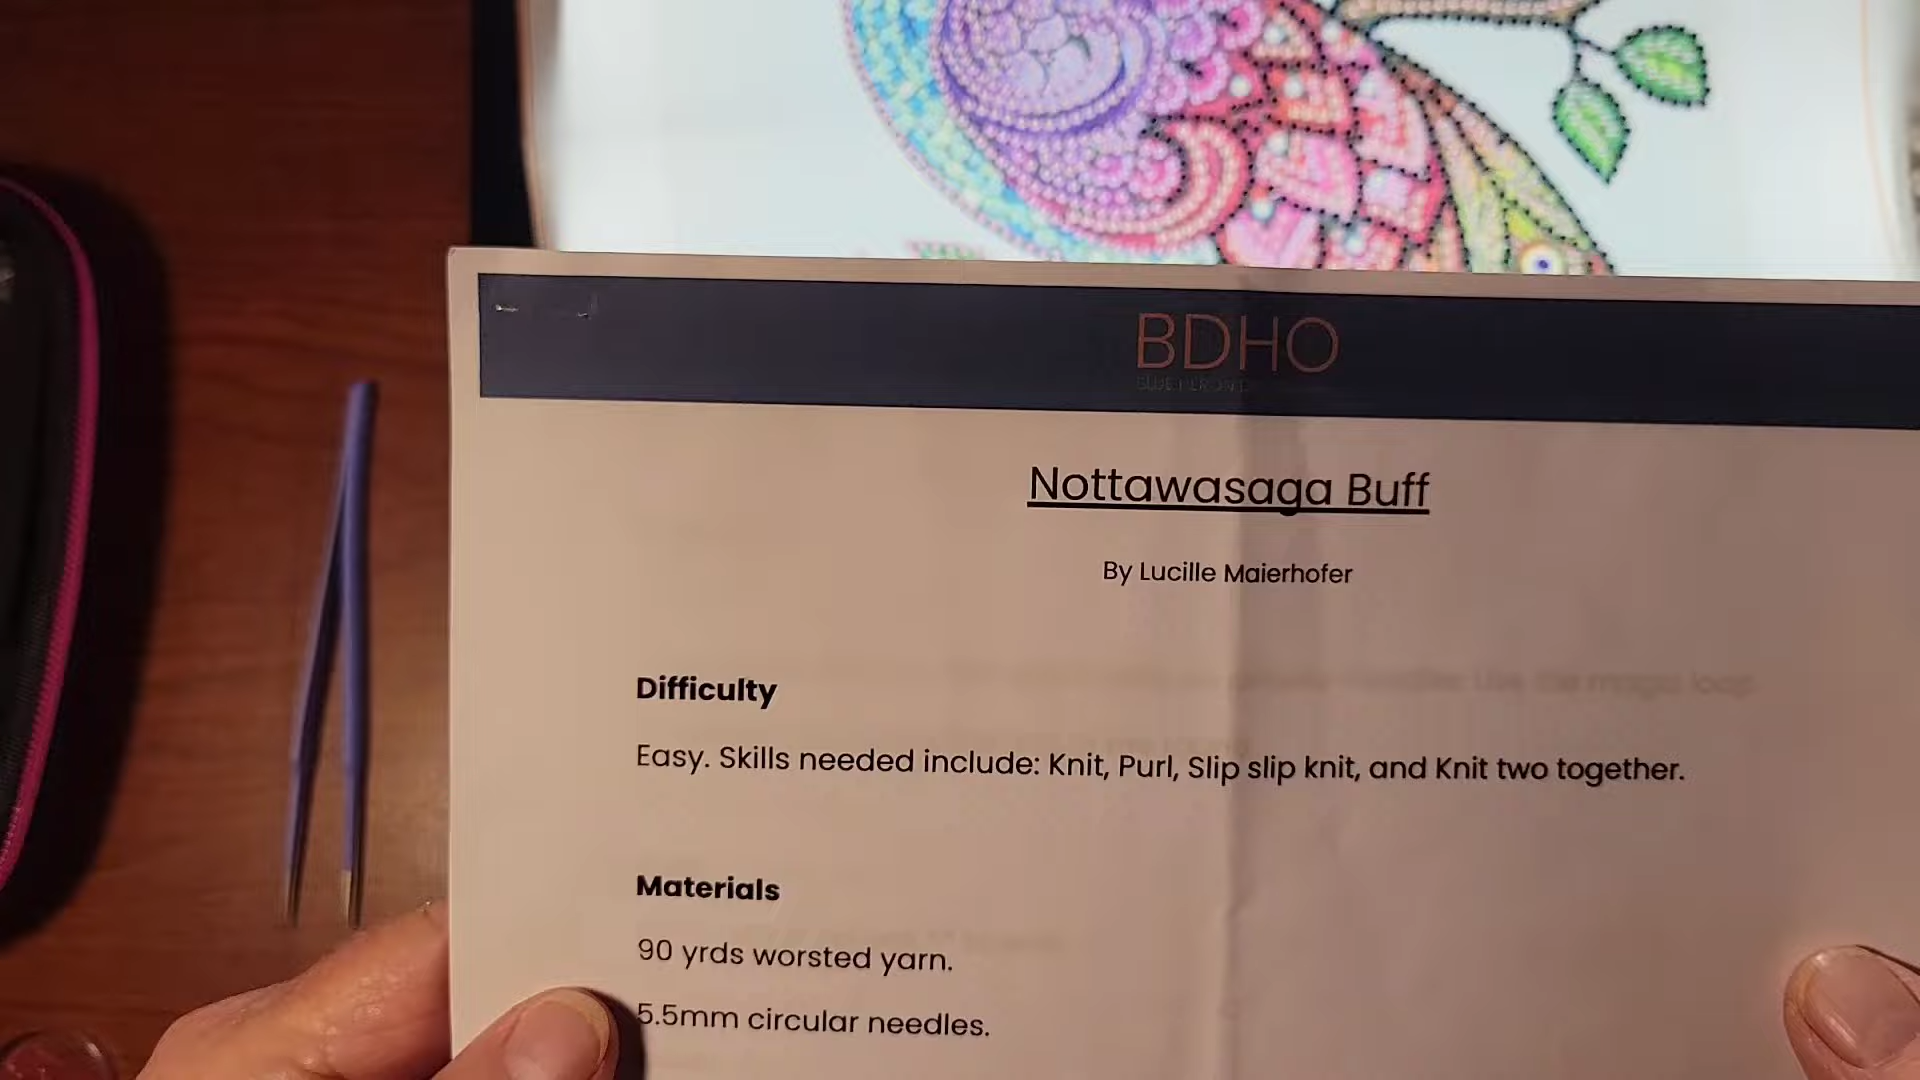 BDHO
Nottawasaga Buff
By Lucille Maierhofer
Difficulty
Easy. Skills needed include: Knit, Purl, Slip slip knit, and Knit two together.
Materials
90 yrds worsted yarn.
5.5mm circular needles.